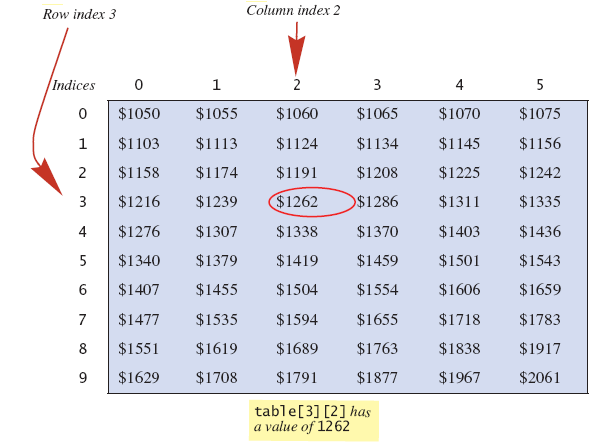 Row index 3
Column index 2
Indices 0 1 2 3 4 5
0 $1050 $1055 $1060 $1065 $1070 $1075
1 $1103 $1113 $1124 $1134 $1145 $1156
2 $1158 $1174 $1191 $1208 $1225 $1242
3 $1216 $1239 $1262 $1286 $1311 $1335
4 $1276 $1307 $1338 $1370 $1403 $1436
5 $1340 $1379 $1419 $1459 $1501 $1543
6 $1407 $1455 $1504 $1554 $1606 $1659
7 $1477 $1535 $1594 $1655 $1718 $1783
8 $1551 $1619 $1689 $1763 $1838 $1917
9 $1629 $1708 $1791 $1877 $1967 $2061
table[3][2] has
a value of 1262